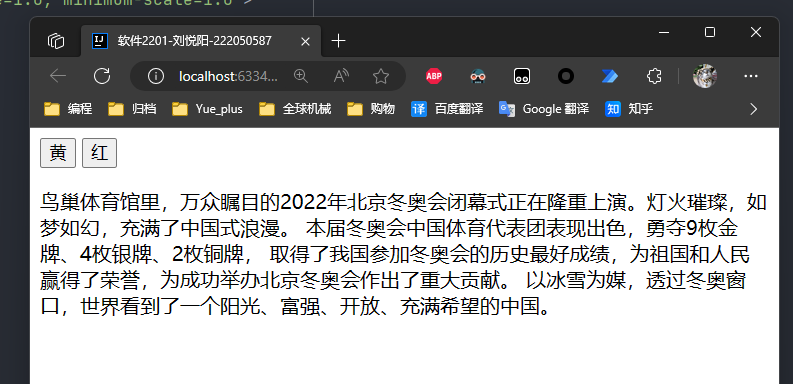 =1.0, minimom-scale=1.0 >
软件2201-刘悦阳-222050587
localhost:6334...
ABP
编程 归档 Yue_plus 全球机械 购物 译 百度翻译 Google 翻译 知 知乎
黄 红
鸟巢体育馆里，万众瞩目的2022年北京冬奥会闭幕式正在隆重上演。灯火璀璨，如
梦如幻，充满了中国式浪漫。 本届冬奥会中国体育代表团表现出色，勇夺9枚金
牌、4枚银牌、2枚铜牌， 取得了我国参加冬奥会的历史最好成绩，为祖国和人民
赢得了荣誉，为成功举办北京冬奥会作出了重大贡献。 以冰雪为媒，透过冬奥窗
口，世界看到了一个阳光、富强、开放、充满希望的中国。